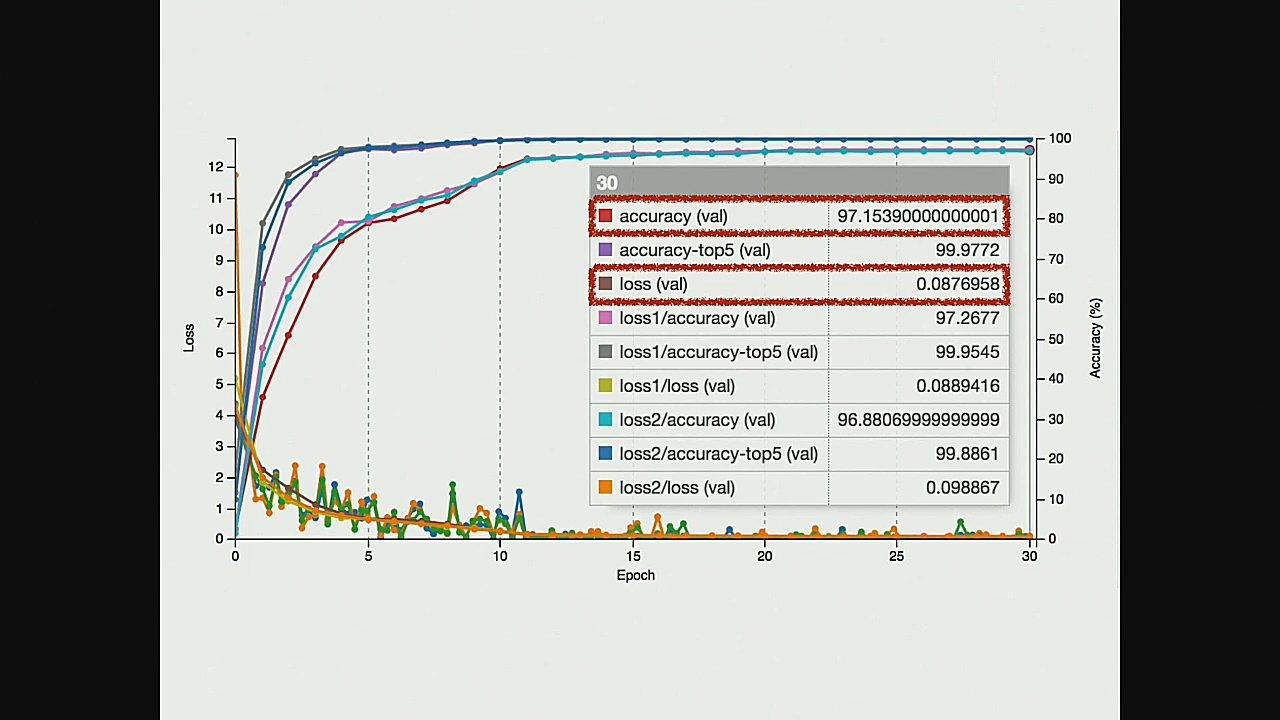 100
12
30
90
accuracy (val) 97.15390000000001
11
80
10
accuracy-top5 (val) 99.9772
9
70
loss (val) 0.0876958
8
60
loss1/accuracy (val) 97.2677
7
Loss
Accuracy (%)
6
50
loss1/accuracy-top5 (val) 99.9545
5
40
loss1/loss (val) 0.0889416
4
30
loss2/accuracy (val) 96.88069999999999
3
20
loss2/accuracy-top5 (val) 99.8861
2
10
loss2/loss (val) 0.098867
1
0
0
0 5 10 15 20 25 30
Epoch